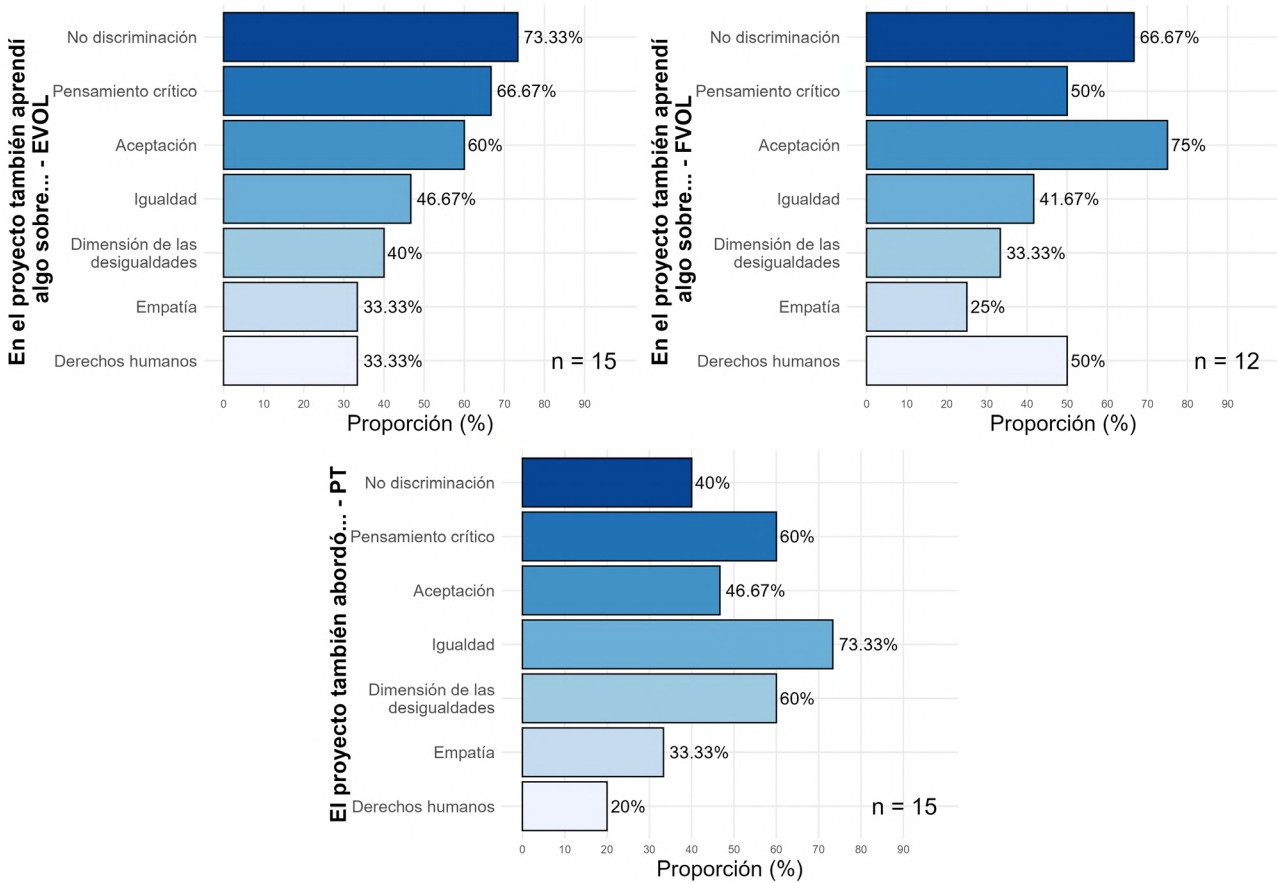 En el proyecto también aprendí
algo sobre... - EVOL
No discriminación
73.33%
Pensamiento crítico
66.67%
Aceptación
60%
Igualdad
46.67%
Dimensión de las
desigualdades
40%
Empatía
33.33%
Derechos humanos
33.33%
n = 15
0 10 20 30 40 50 60 70 80 90
Proporción (%)
En el proyecto también aprendí
algo sobre... - FVOL
No discriminación
66.67%
Pensamiento crítico
50%
Aceptación
75%
Igualdad
41.67%
Dimensión de las
desigualdades
33.33%
Empatía
25%
Derechos humanos
50%
n = 12
0 10 20 30 40 50 60 70 80 90
Proporción (%)
El proyecto también abordó... - PT
No discriminación
40%
Pensamiento crítico
60%
Aceptación
46.67%
Igualdad
73.33%
Dimensión de las
desigualdades
60%
Empatía
33.33%
Derechos humanos
20%
n = 15
0 10 20 30 40 50 60 70 80 90
Proporción (%)